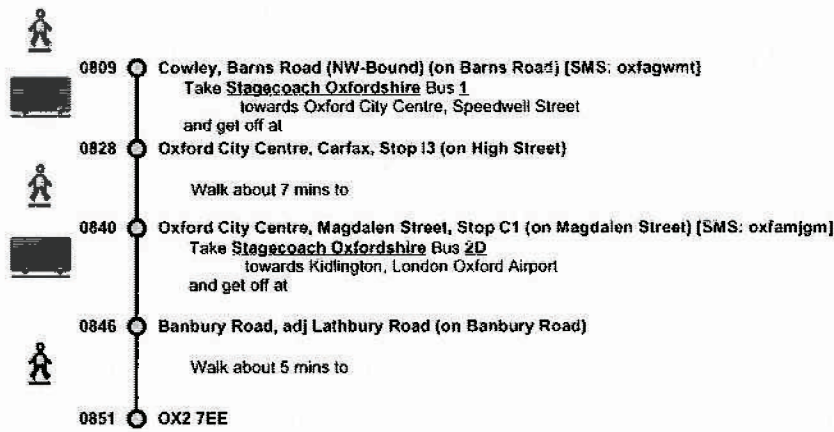 0809 Cowley, Barns Road (NW-Bound) (on Barns Road) [SMS: oxfagwmt]
Take Stagecoach Oxfordshire Bus 1
towards Oxford City Centre, Speedwell Street
and get off at
0828 Oxford City Centre, Carfax, Stop I3 (on High Street)
Walk about 7 mins to
0840 Oxford City Centre, Magdalen Street, Stop C1 (on Magdalen Street) [SMS: oxfamjgm]
Take Stagecoach Oxfordshire Bus 2D
towards Kidlington, London Oxford Airport
and get off at
0846 Banbury Road, adj Lathbury Road (on Banbury Road)
Walk about 5 mins to
0851 OX2 7EE